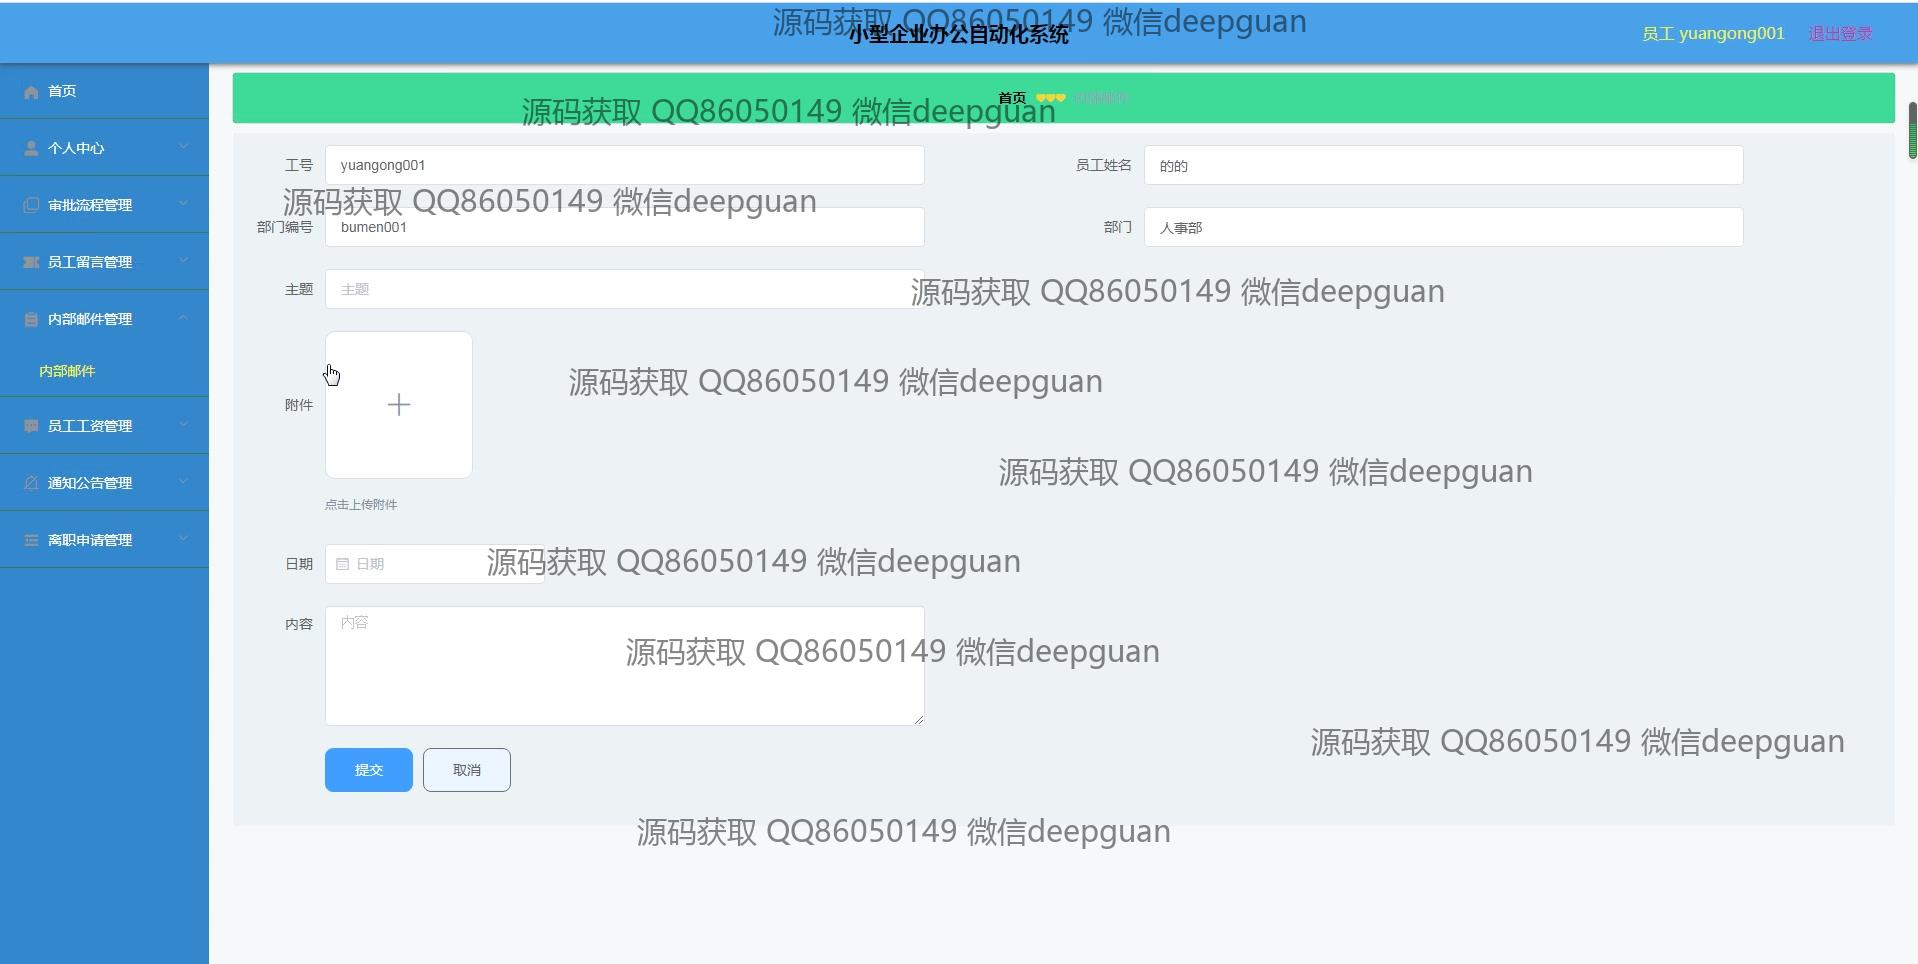 源码获取 QQ86050149 微信deepguan
小型企业办公自动化系统
员工 yuangong001 退出登录
首页
个人中心
审批流程管理
员工留言管理
内部邮件管理
内部邮件
员工工资管理
通知公告管理
离职申请管理
首页 内部邮件
源码获取 QQ86050149 微信deepguan
工号 yuangong001 员工姓名 的的
源码获取 QQ86050149 微信deepguan
部门编号 bumen001 部门 人事部
主题 主题
源码获取 QQ86050149 微信deepguan
源码获取 QQ86050149 微信deepguan
附件
源码获取 QQ86050149 微信deepguan
点击上传附件
日期 日期
源码获取 QQ86050149 微信deepguan
内容 内容
源码获取 QQ86050149 微信deepguan
源码获取 QQ86050149 微信deepguan
提交 取消
源码获取 QQ86050149 微信deepguan